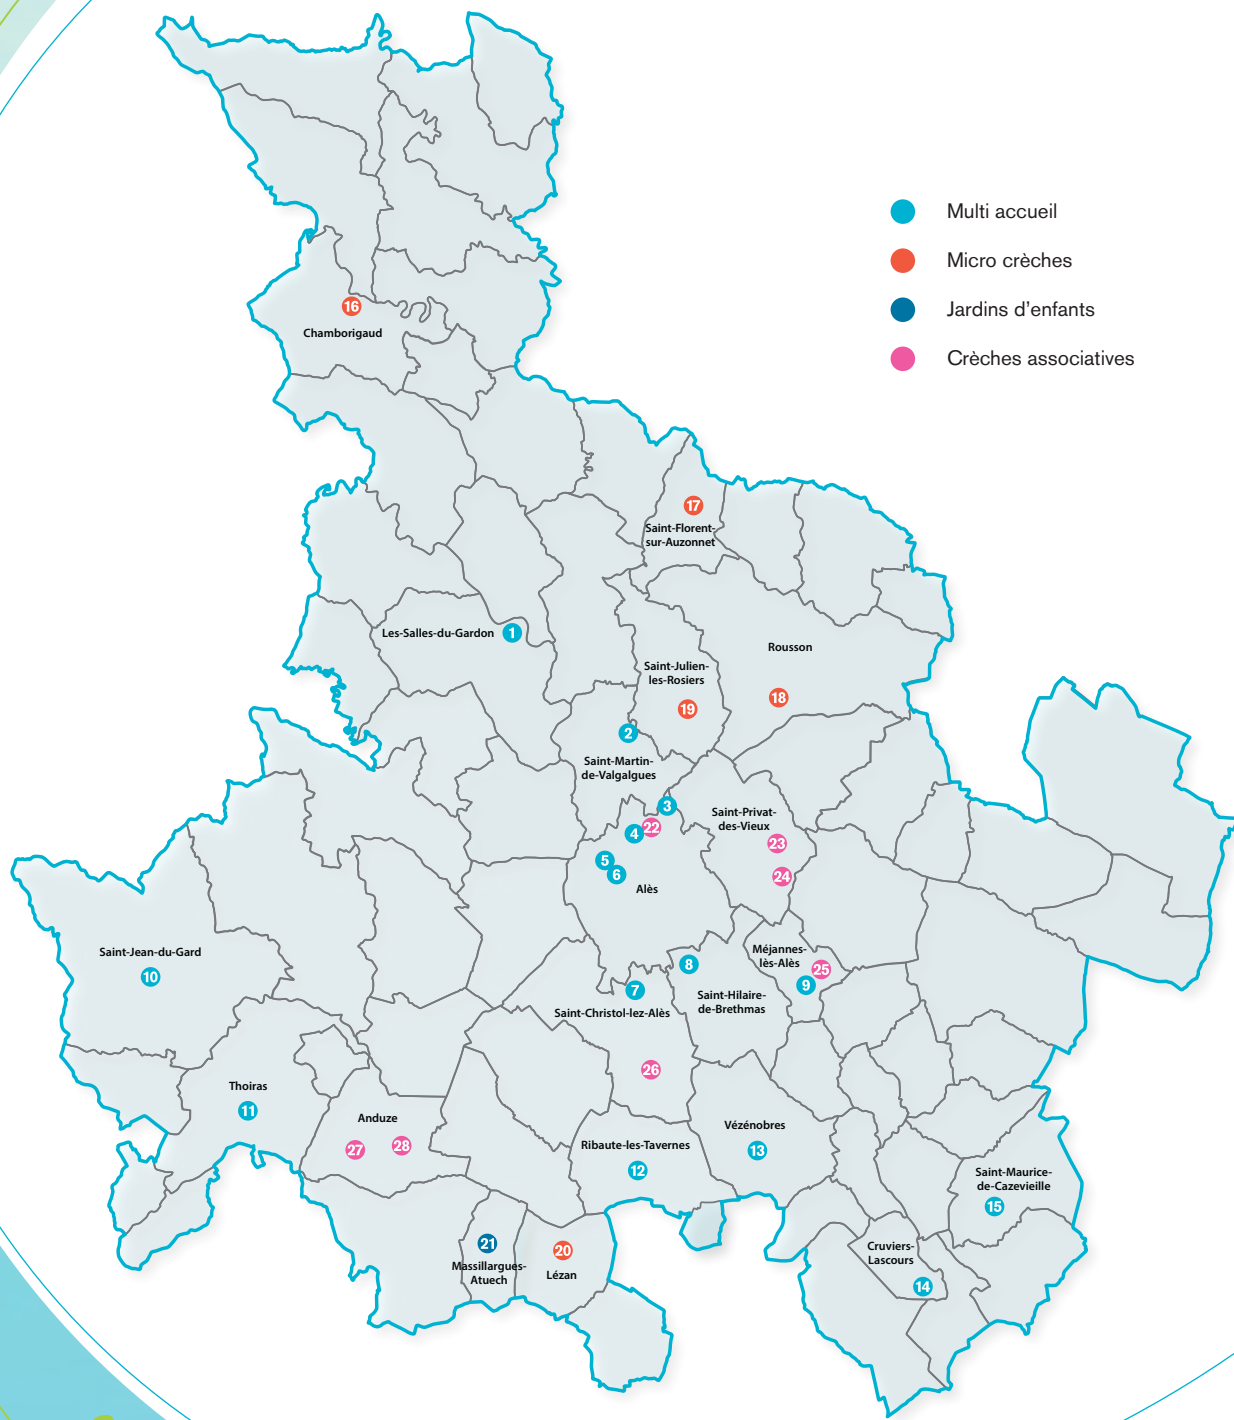 Multi accueil
Micro crèches
Jardins d'enfants
Crèches associatives
16
Chamborigaud
17
Saint-Florent-
sur-Auzonnet
Les-Salles-du-Gardon
1
Rousson
18
Saint-Julien-
les-Rosiers
19
2
Saint-Martin-
de-Valgalgues
3
22
4
5
6
Alès
Saint-Privat-
des-Vieux
23
24
Saint-Jean-du-Gard
10
Méjannes-
lès-Alès
25
9
8
Saint-Hilaire-
de-Brethmas
7
Saint-Christol-lez-Alès
26
Thoiras
11
Anduze
27
28
Ribaute-les-Tavernes
12
Vézénobres
13
Saint-Maurice-
de-Cazevieille
15
21
Massillargues-
Atuech
20
Lézan
Cruviers-
Lascours
14